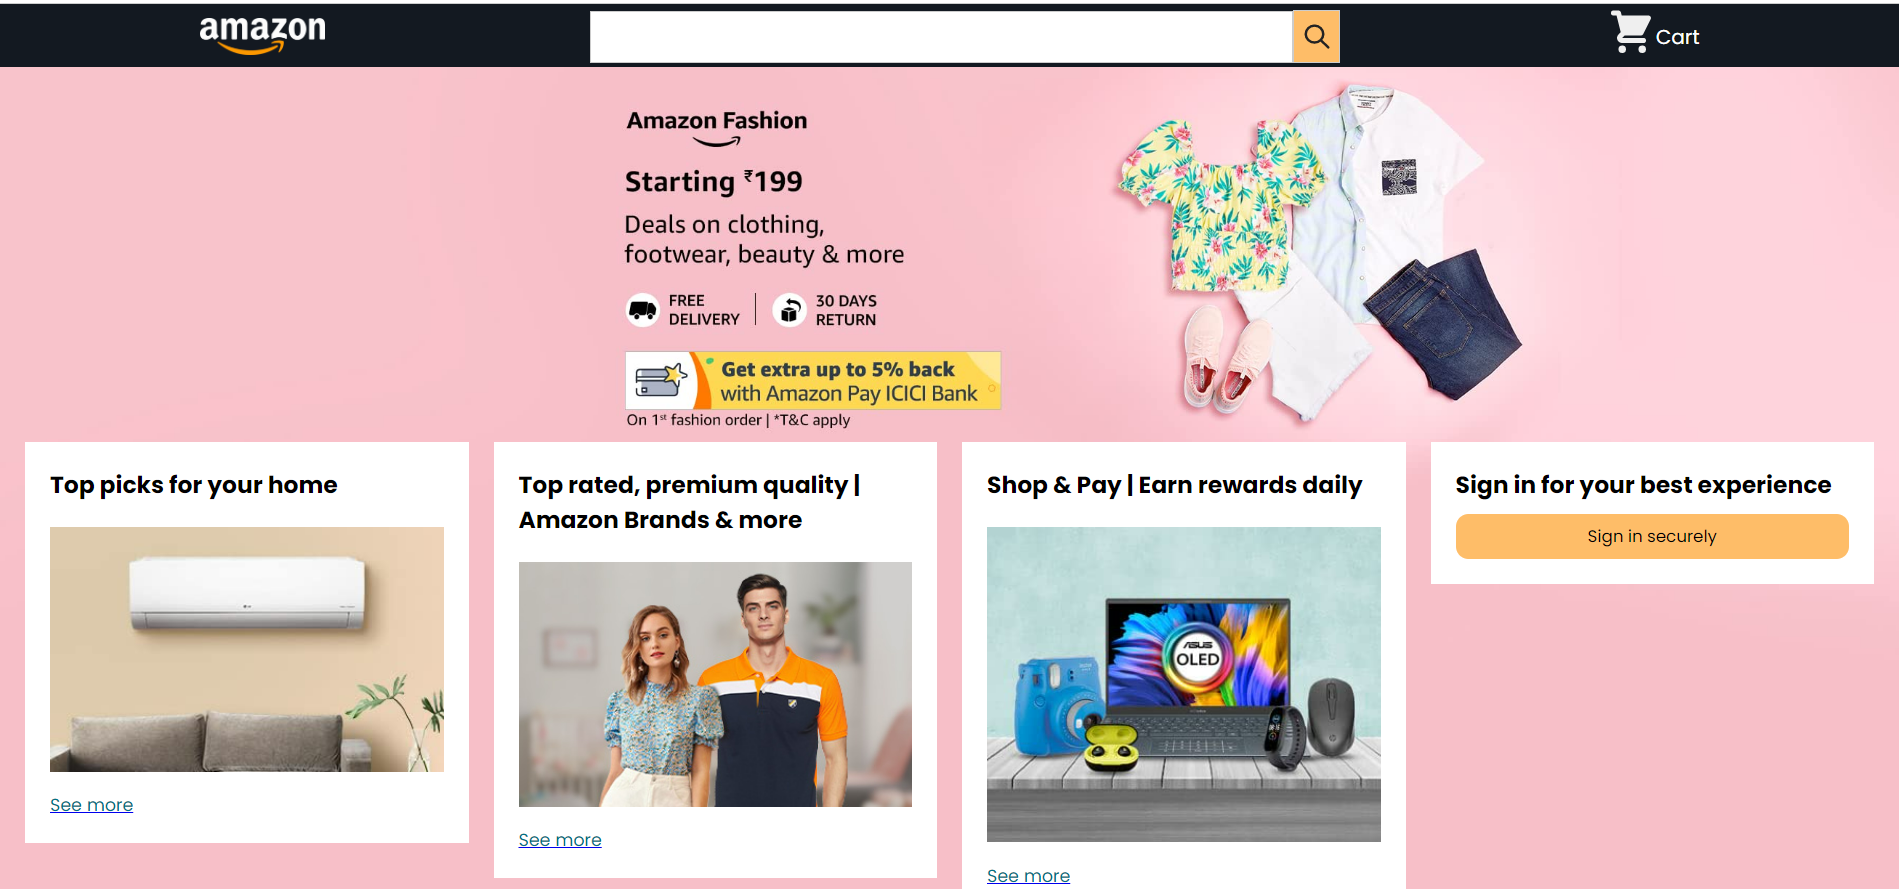 amazon
Cart
Amazon Fashion
Starting ₹199
Deals on clothing,
footwear, beauty & more
FREE
DELIVERY
30 DAYS
RETURN
Get extra up to 5% back
with Amazon Pay ICICI Bank
On 1st fashion order | *T&C apply
Top picks for your home
See more
Top rated, premium quality |
Amazon Brands & more
See more
Shop & Pay | Earn rewards daily
ASUS
OLED
See more
Sign in for your best experience
Sign in securely